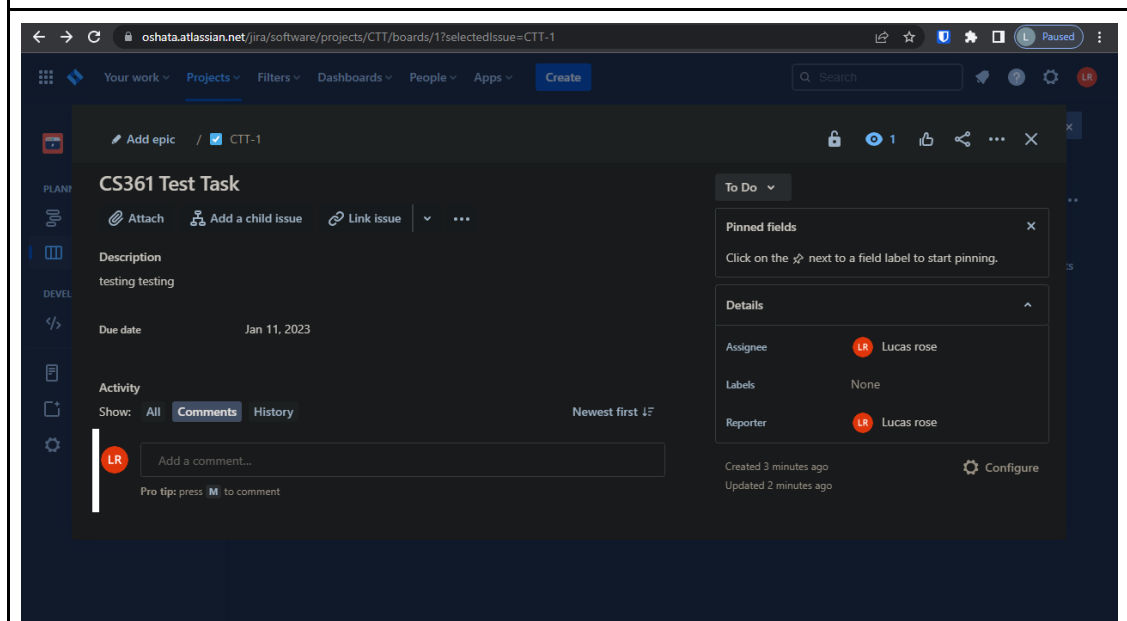 oshata.atlassian.net/jira/software/projects/CTT/boards/1?selectedIssue=CTT-1
L Paused
Your work Projects Filters Dashboards People Apps Create Search LR
Add epic / CTT-1 1
PLANN
CS361 Test Task
To Do
Attach Add a child issue Link issue
Pinned fields
Click on the next to a field label to start pinning.
Description
testing testing
DEVEL
Details
Due date Jan 11, 2023
Assignee LR Lucas rose
Labels None
Reporter LR Lucas rose
Activity
Show: All Comments History Newest first
LR Add a comment...
Pro tip: press M to comment
Created 3 minutes ago
Updated 2 minutes ago
Configure